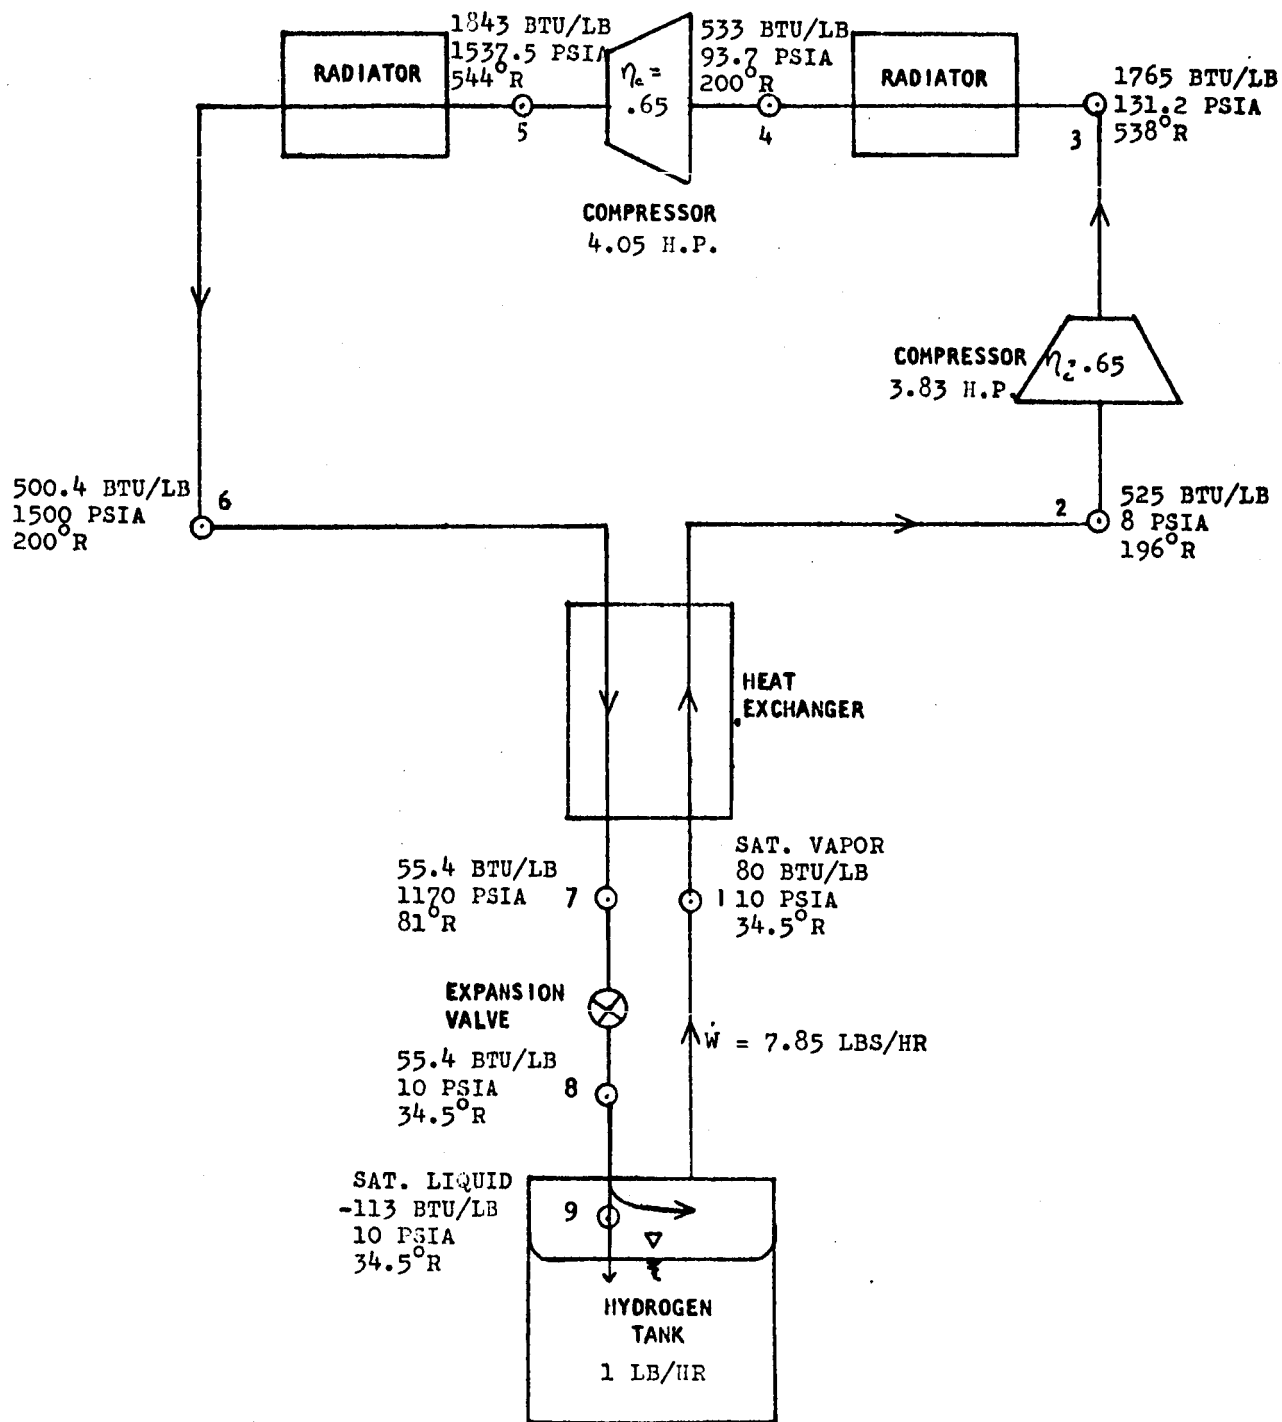 1843 BTU/LB
1537.5 PSIA
544°R
RADIATOR
5
ηc =
.65
COMPRESSOR
4.05 H.P.
533 BTU/LB
93.7 PSIA
200°R
4
RADIATOR
1765 BTU/LB
131.2 PSIA
538°R
3
COMPRESSOR
3.83 H.P.
ηc = .65
500.4 BTU/LB
1500 PSIA
200°R
6
2
525 BTU/LB
8 PSIA
196°R
HEAT
EXCHANGER
55.4 BTU/LB
1170 PSIA
81°R
7
SAT. VAPOR
80 BTU/LB
10 PSIA
34.5°R
1
EXPANSION
VALVE
Ẇ = 7.85 LBS/HR
55.4 BTU/LB
10 PSIA
34.5°R
8
SAT. LIQUID
-113 BTU/LB
10 PSIA
34.5°R
9
HYDROGEN
TANK
1 LB/HR